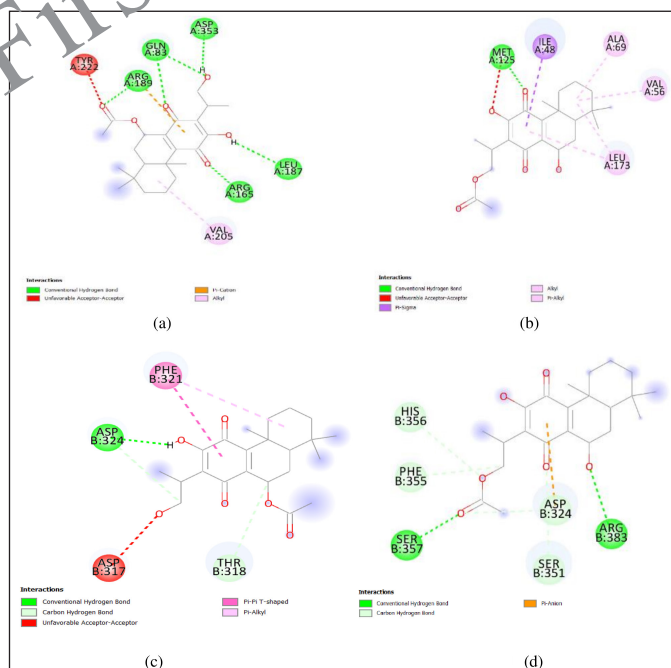 First
ASP
A:353
GLN
A:83
TYR
A:222
ARG
A:189
O
H
O
O
O
O
O
H
O
LEU
A:187
ARG
A:165
VAL
A:205
Interactions
Conventional Hydrogen Bond
Unfavorable Acceptor-Acceptor
Pi-Cation
Alkyl
(a)
ILE
A:48
ALA
A:69
MET
A:125
VAL
A:56
O
O
O
O
LEU
A:173
O
O
Interactions
Conventional Hydrogen Bond
Unfavorable Acceptor-Acceptor
Pi-Sigma
Alkyl
Pi-Alkyl
(b)
PHE
B:321
ASP
B:324
O
H
O
O
O
O
O
ASP
B:317
THR
B:318
Interactions
Conventional Hydrogen Bond
Carbon Hydrogen Bond
Unfavorable Acceptor-Acceptor
Pi-Pi T-shaped
Pi-Alkyl
(c)
O
O
HIS
B:356
PHE
B:355
O
O
O
O
ASP
B:324
SER
B:357
ARG
B:383
SER
B:351
Interactions
Conventional Hydrogen Bond
Carbon Hydrogen Bond
Pi-Anion
(d)